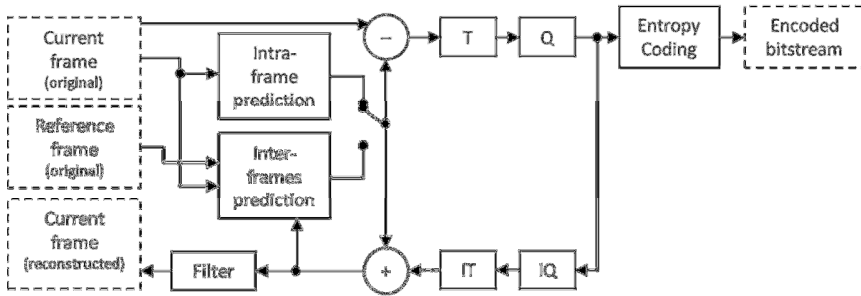 Current
frame
(original)
Reference
frame
(original)
Current
frame
(reconstructed)
Intra-
frame
prediction
Inter-
frames
prediction
Filter
−
+
T
Q
IT
IQ
Entropy
Coding
Encoded
bitstream